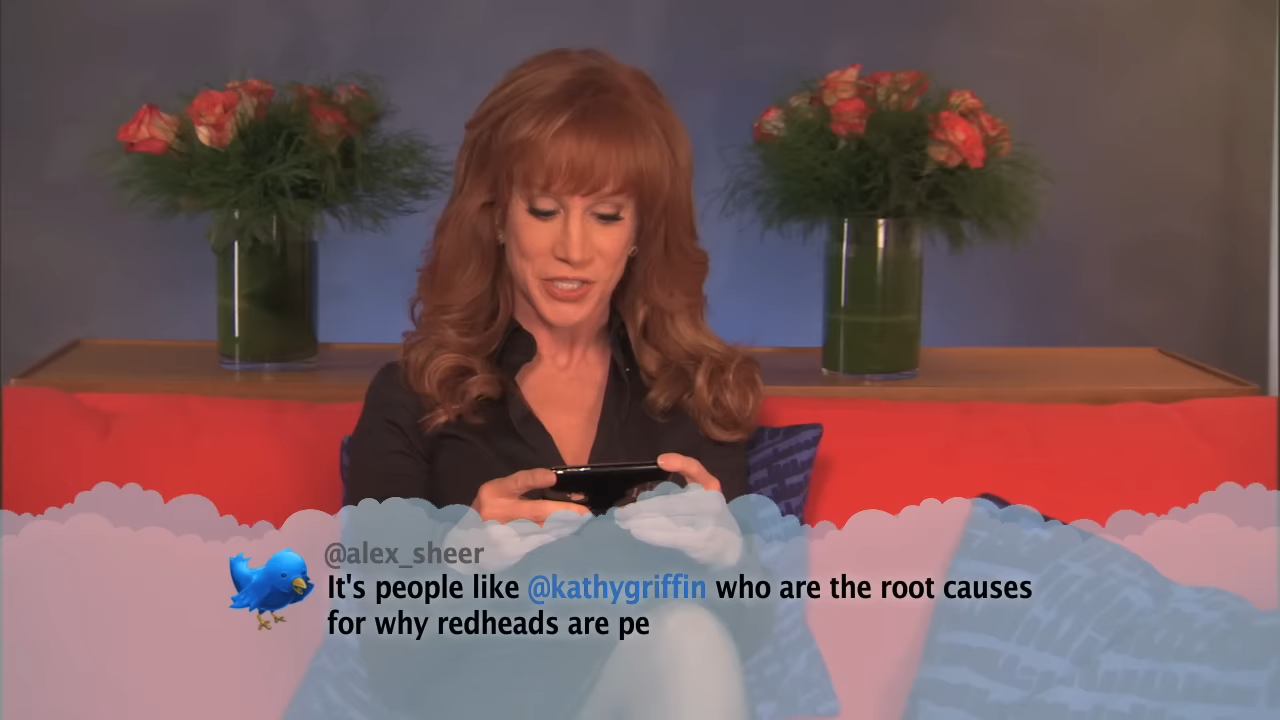 @alex_sheer
It's people like @kathygriffin who are the root causes
for why redheads are pe